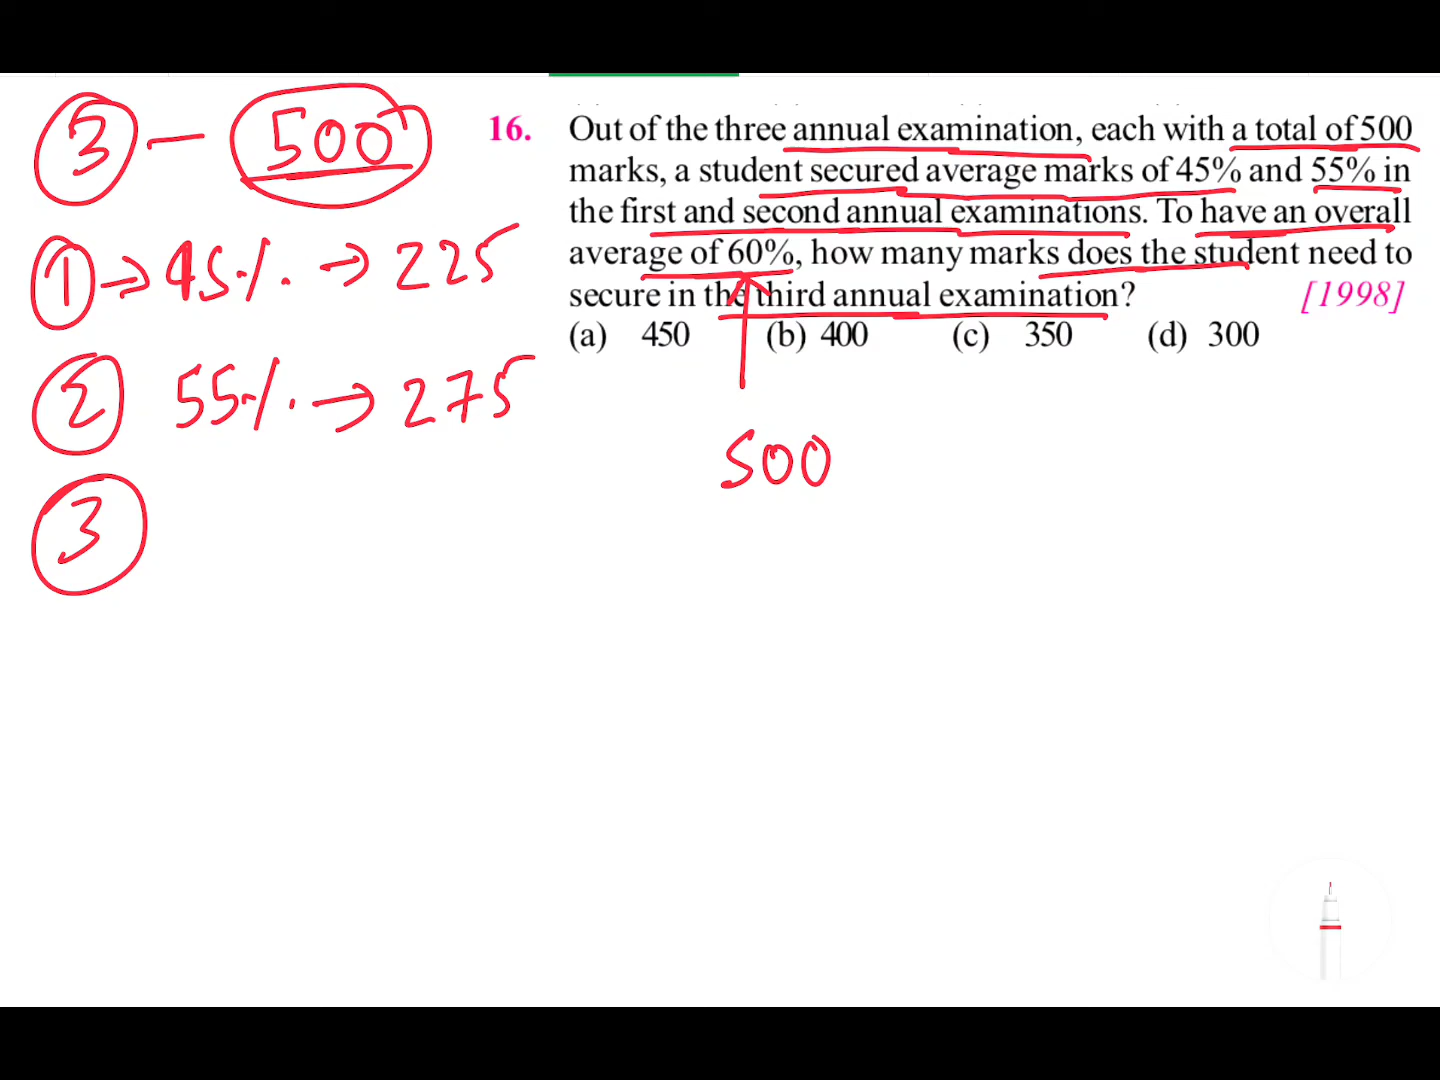 3 - 500
1 → 45% → 225
2 55% → 275
3
16. Out of the three annual examination, each with a total of 500
marks, a student secured average marks of 45% and 55% in
the first and second annual examinations. To have an overall
average of 60%, how many marks does the student need to
secure in the third annual examination? [1998]
(a) 450 (b) 400 (c) 350 (d) 300
500